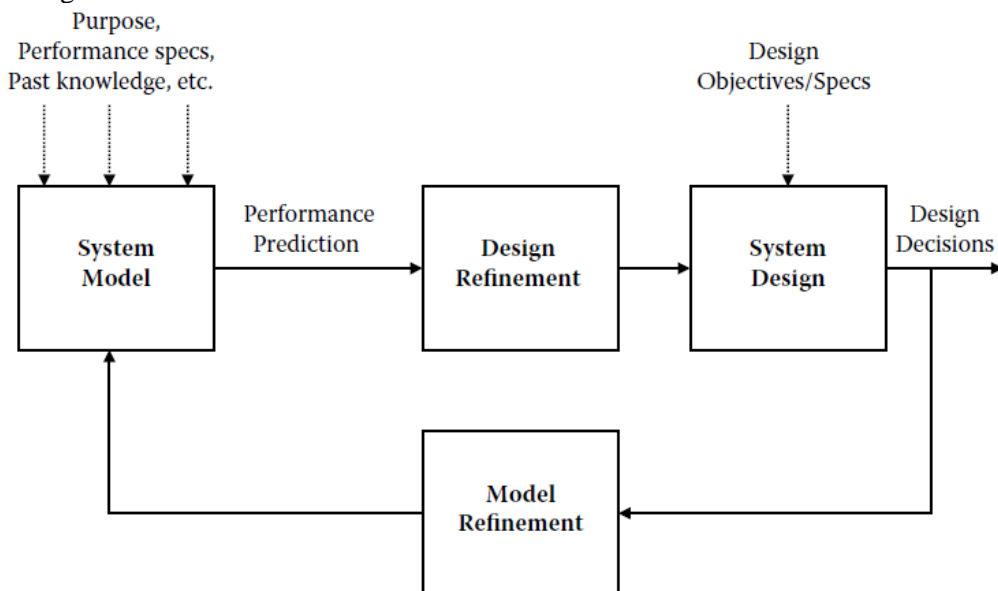 Purpose,
Performance specs,
Past knowledge, etc.
Design
Objectives/Specs
System
Model
Performance
Prediction
Design
Refinement
System
Design
Design
Decisions
Model
Refinement